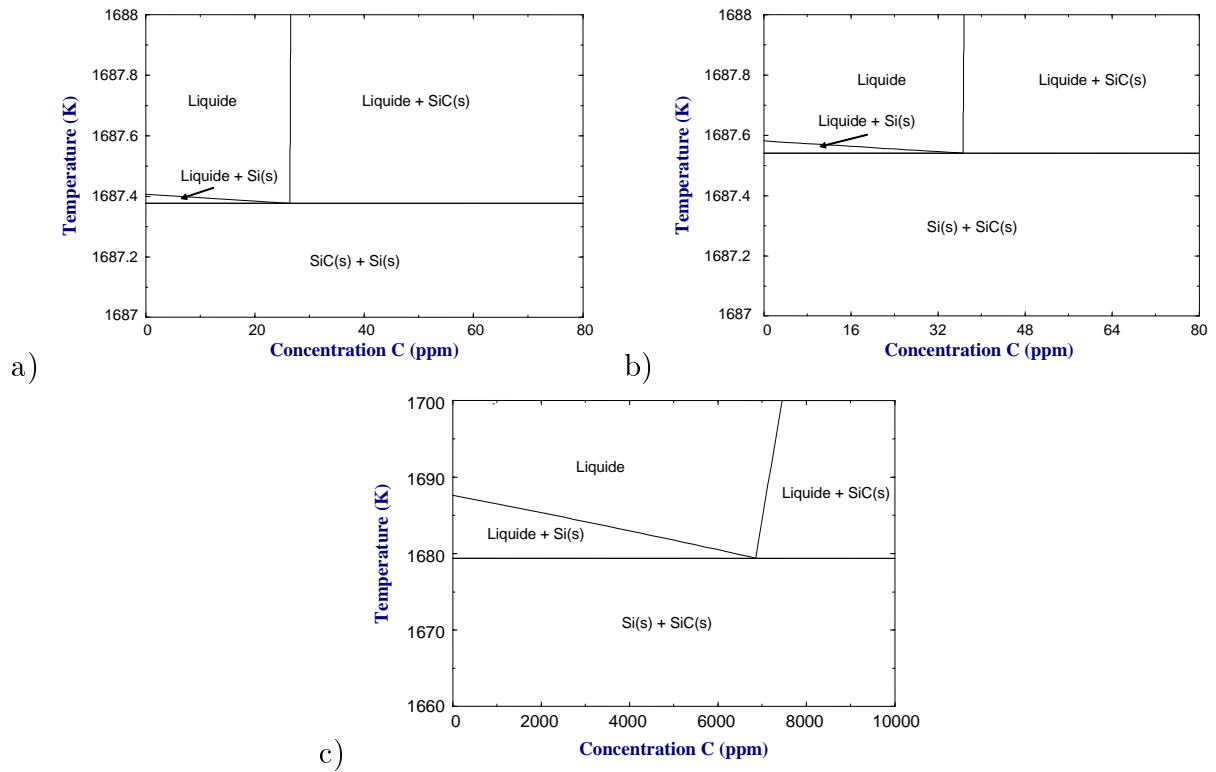 1688
1687.8
1687.6
1687.4
1687.2
1687
Temperature (K)
Liquide
Liquide + SiC(s)
Liquide + Si(s)
SiC(s) + Si(s)
0 20 40 60 80
Concentration C (ppm)
a)
1688
1687.8
1687.6
1687.4
1687.2
1687
Temperature (K)
Liquide
Liquide + SiC(s)
Liquide + Si(s)
Si(s) + SiC(s)
0 16 32 48 64 80
Concentration C (ppm)
b)
1700
1690
1680
1670
1660
Temperature (K)
Liquide
Liquide + SiC(s)
Liquide + Si(s)
Si(s) + SiC(s)
0 2000 4000 6000 8000 10000
Concentration C (ppm)
c)